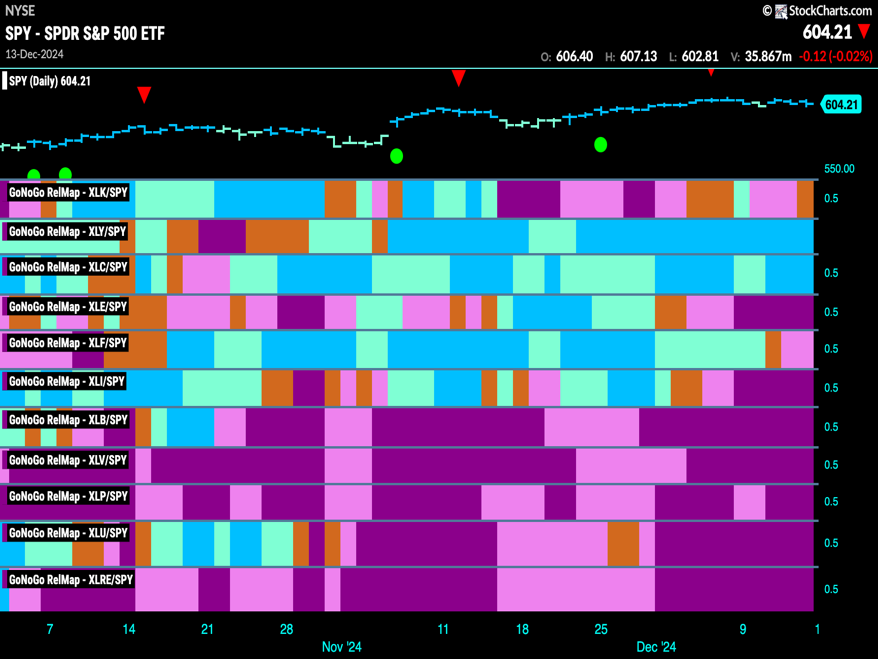 NYSE
© StockCharts.com
SPY - SPDR S&P 500 ETF
604.21
13-Dec-2024
O: 606.40 H: 607.13 L: 602.81 V: 35.867m -0.12 (-0.02%)
SPY (Daily) 604.21
604.21
550.00
GoNoGo RelMap - XLK/SPY
0.5
GoNoGo RelMap - XLY/SPY
GoNoGo RelMap - XLC/SPY
0.5
GoNoGo RelMap - XLE/SPY
0.5
GoNoGo RelMap - XLF/SPY
0.5
GoNoGo RelMap - XLI/SPY
0.5
GoNoGo RelMap - XLB/SPY
0.5
GoNoGo RelMap - XLV/SPY
0.5
GoNoGo RelMap - XLP/SPY
0.5
GoNoGo RelMap - XLU/SPY
0.5
GoNoGo RelMap - XLRE/SPY
0.5
7 14 21 28 11 18 25 9 1
Nov '24 Dec '24